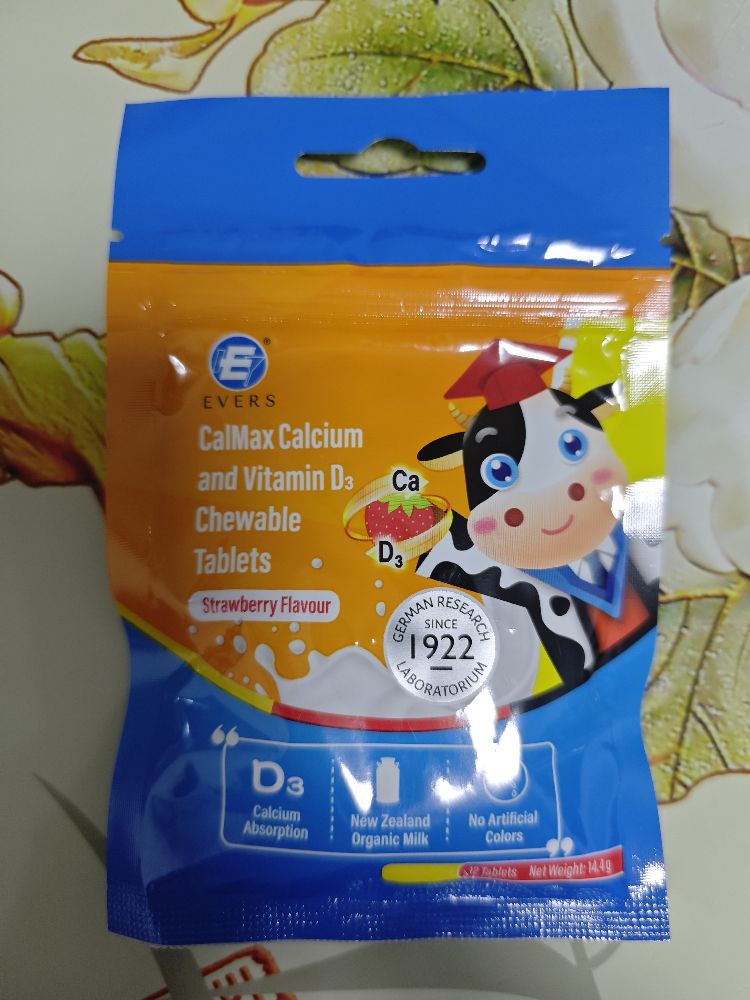 E
®
EVERS
CalMax Calcium
and Vitamin D3
Chewable
Tablets
Strawberry Flavour
Ca
D3
GERMAN RESEARCH
SINCE
1922
LABORATORIUM
D3
Calcium
Absorption
New Zealand
Organic Milk
No Artificial
Colors
12 Tablets Net Weight: 14.4g